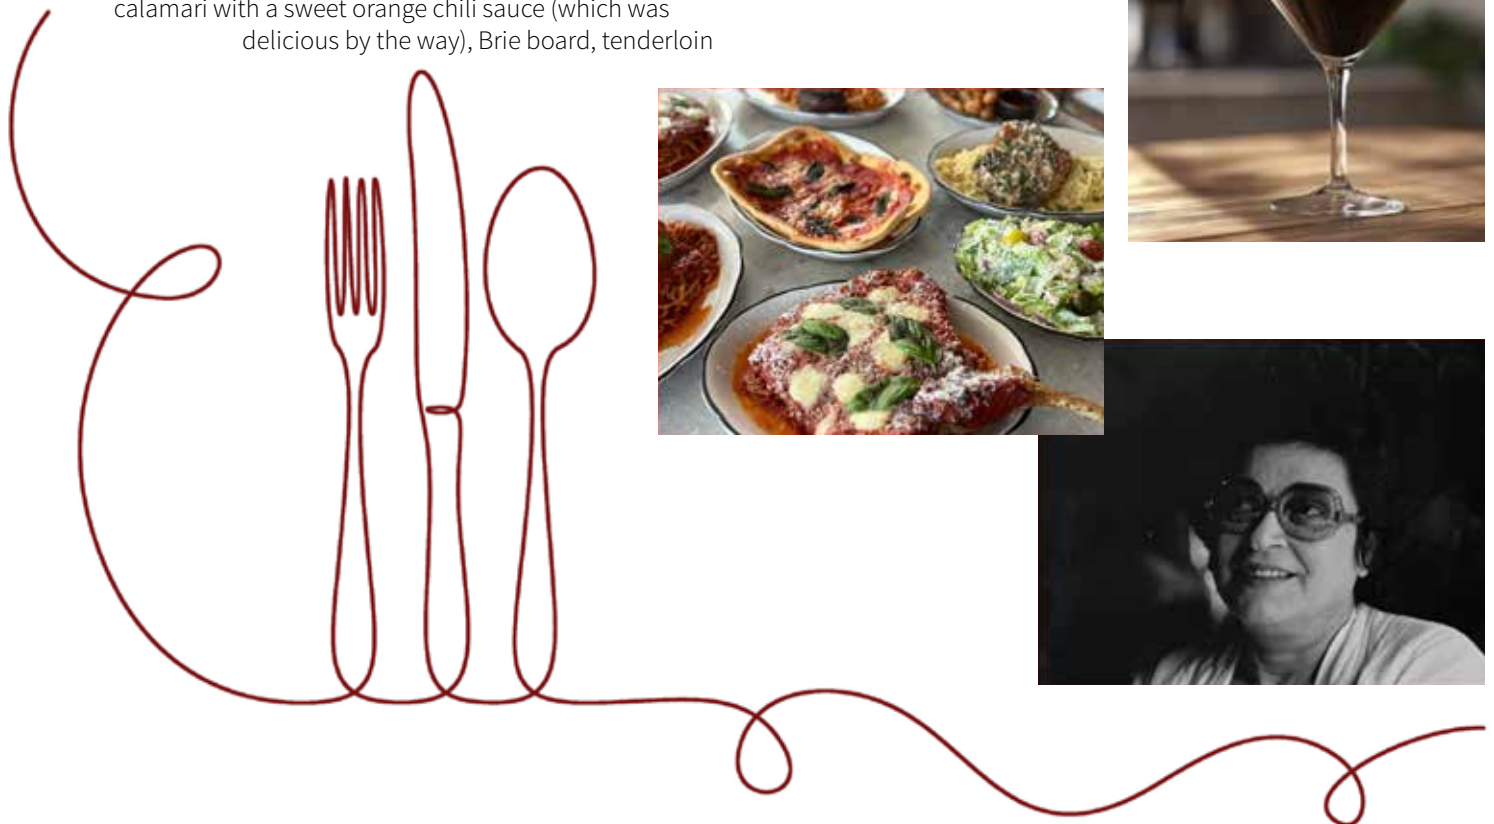 calamari with a sweet orange chili sauce (which was
delicious by the way), Brie board, tenderloin